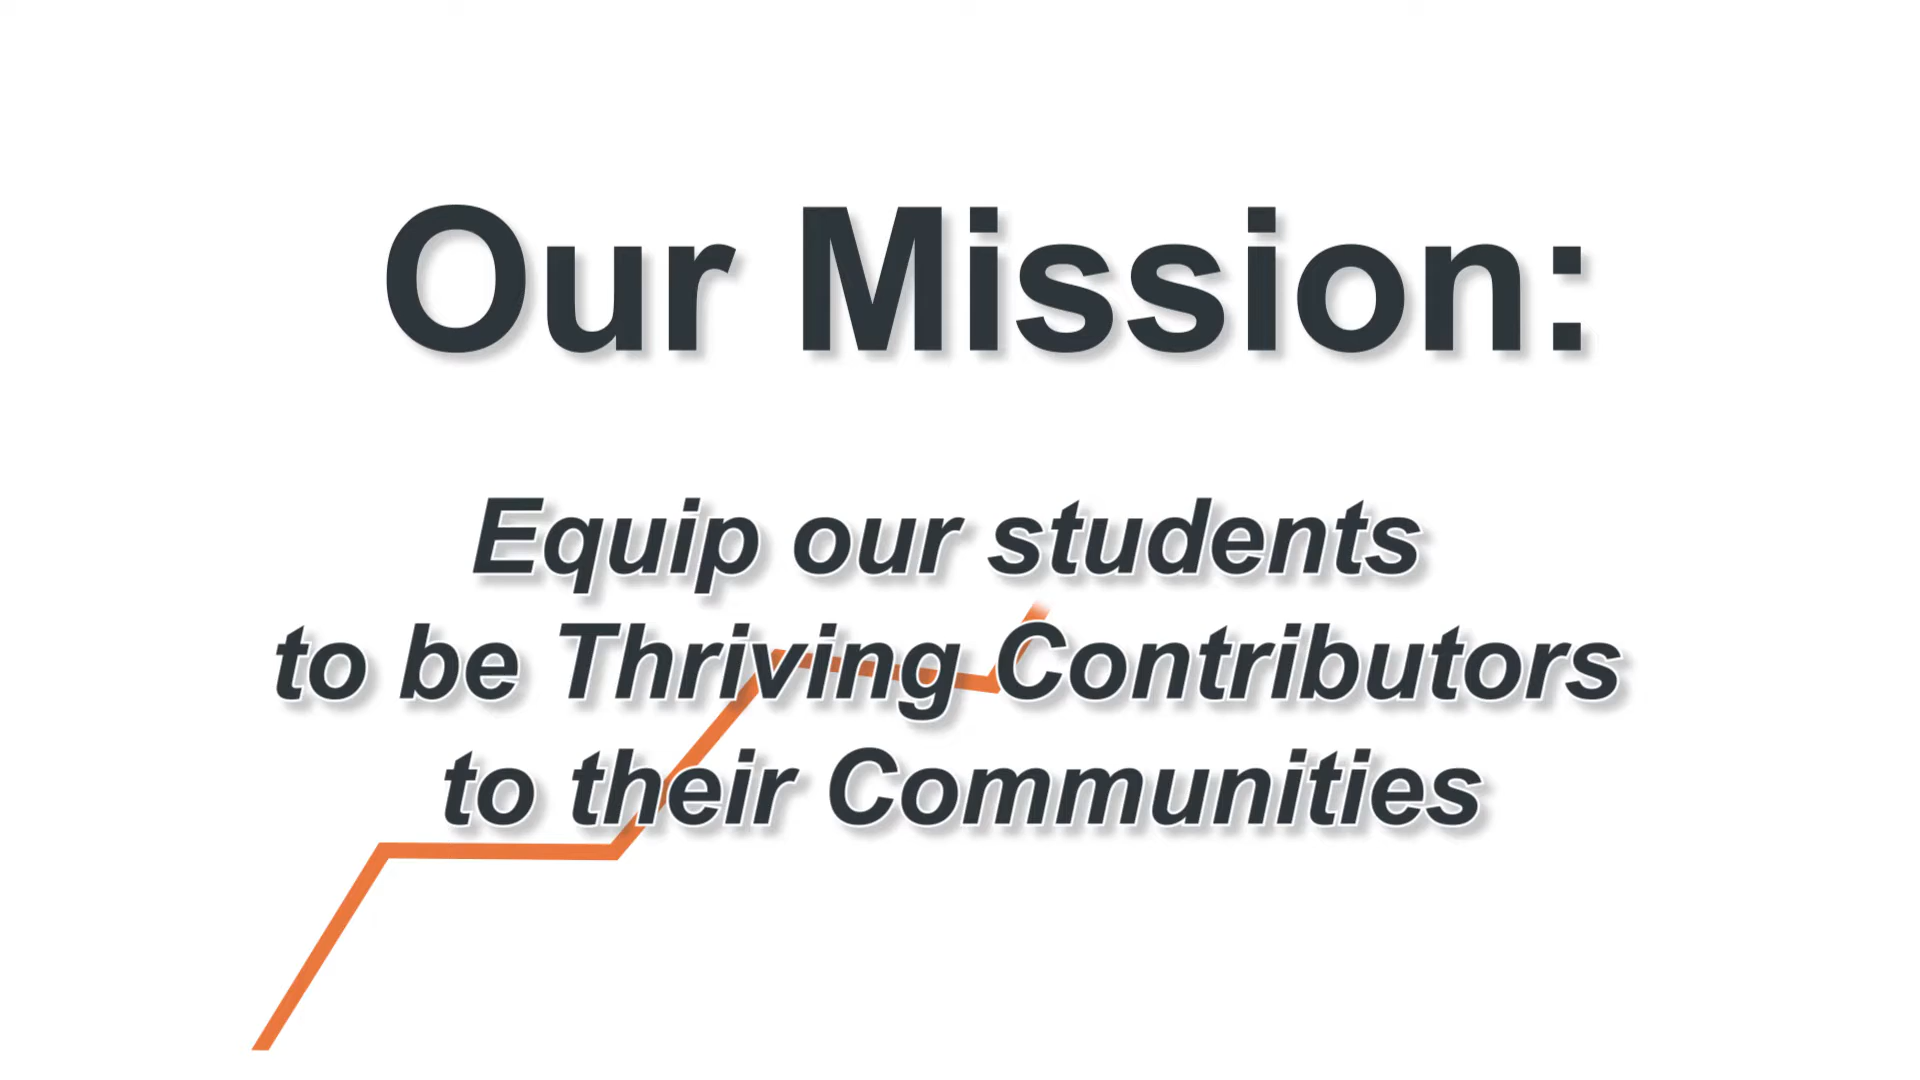 Our Mission:
Equip our students
to be Thriving Contributors
to their Communities